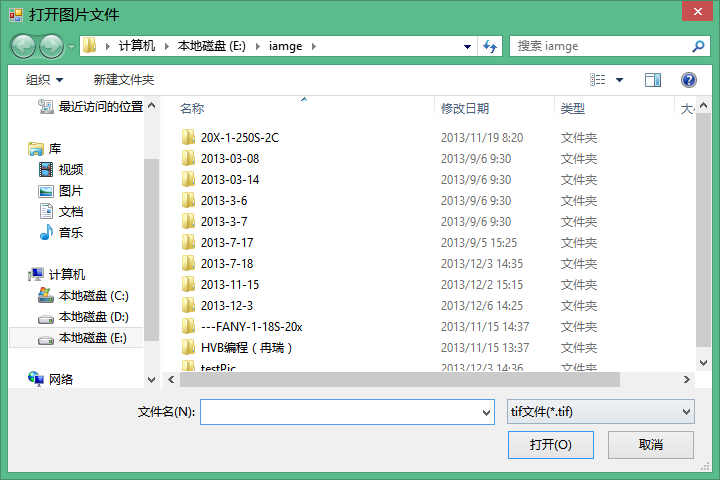 打开图片文件
计算机 本地磁盘 (E:) iamge
搜索 iamge
组织 新建文件夹
最近访问的位置
库
视频
图片
文档
音乐
计算机
本地磁盘 (C:)
本地磁盘 (D:)
本地磁盘 (E:)
网络
名称 修改日期 类型 大
20X-1-250S-2C 2013/11/19 8:20 文件夹
2013-03-08 2013/9/6 9:30 文件夹
2013-03-14 2013/9/6 9:30 文件夹
2013-3-6 2013/9/6 9:30 文件夹
2013-3-7 2013/9/6 9:30 文件夹
2013-7-17 2013/9/5 15:25 文件夹
2013-7-18 2013/12/3 14:35 文件夹
2013-11-15 2013/12/2 15:15 文件夹
2013-12-3 2013/12/6 14:25 文件夹
---FANY-1-18S-20x 2013/11/15 14:37 文件夹
HVB编程（冉瑞） 2013/11/15 13:37 文件夹
testPic 2013/12/3 14:36 文件夹
文件名(N):
tif文件(*.tif)
打开(O) 取消